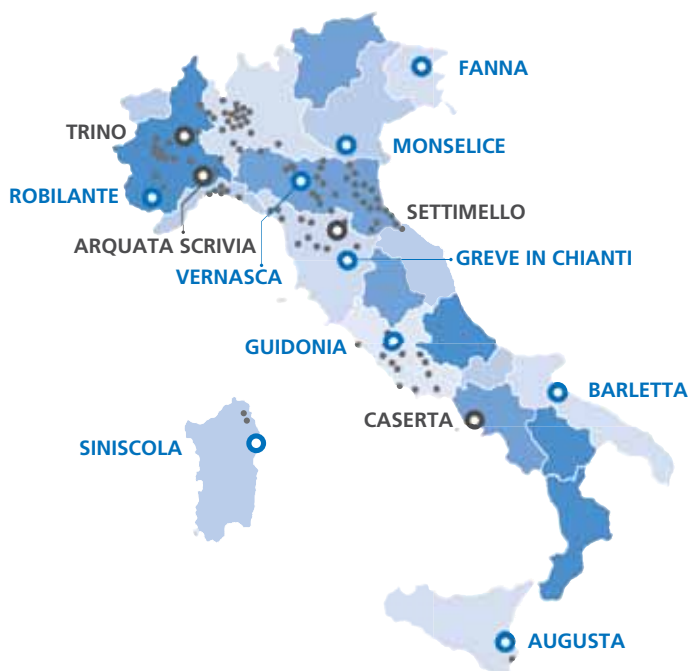 FANNA
TRINO
MONSELICE
ROBILANTE
SETTIMELLO
ARQUATA SCRIVIA
GREVE IN CHIANTI
VERNASCA
GUIDONIA
BARLETTA
CASERTA
SINISCOLA
AUGUSTA